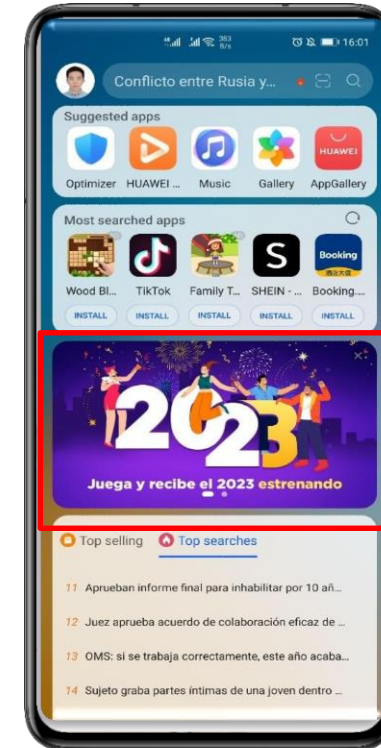 383
B/s
16:01
Conflicto entre Rusia y...
Suggested apps
HUAWEI
Optimizer HUAWEI ... Music Gallery AppGallery
Most searched apps
S Booking
Wood Bl... TikTok Family T... SHEIN - ... Booking....
INSTALL INSTALL INSTALL INSTALL INSTALL
2023
Juega y recibe el 2023 estrenando
Top selling Top searches
11 Aprueban informe final para inhabilitar por 10 añ...
12 Juez aprueba acuerdo de colaboración eficaz de ...
13 OMS: si se trabaja correctamente, este año acaba...
14 Sujeto graba partes íntimas de una joven dentro ...